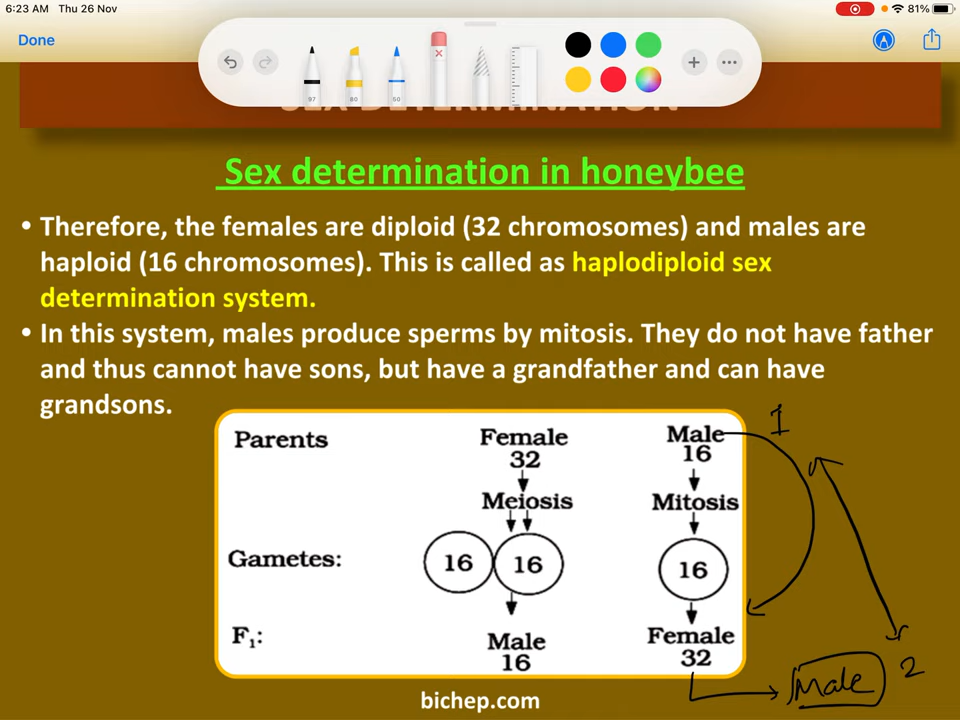 6:23 AM Thu 26 Nov
81%
Done
97
80
50
SEX DETERMINATION
Sex determination in honeybee
• Therefore, the females are diploid (32 chromosomes) and males are
haploid (16 chromosomes). This is called as haplodiploid sex
determination system.
• In this system, males produce sperms by mitosis. They do not have father
and thus cannot have sons, but have a grandfather and can have
grandsons.
Parents Female Male 1
32 16
Meiosis Mitosis
Gametes: 16 16 16
F₁: Male Female
16 32
Male 2
bichep.com